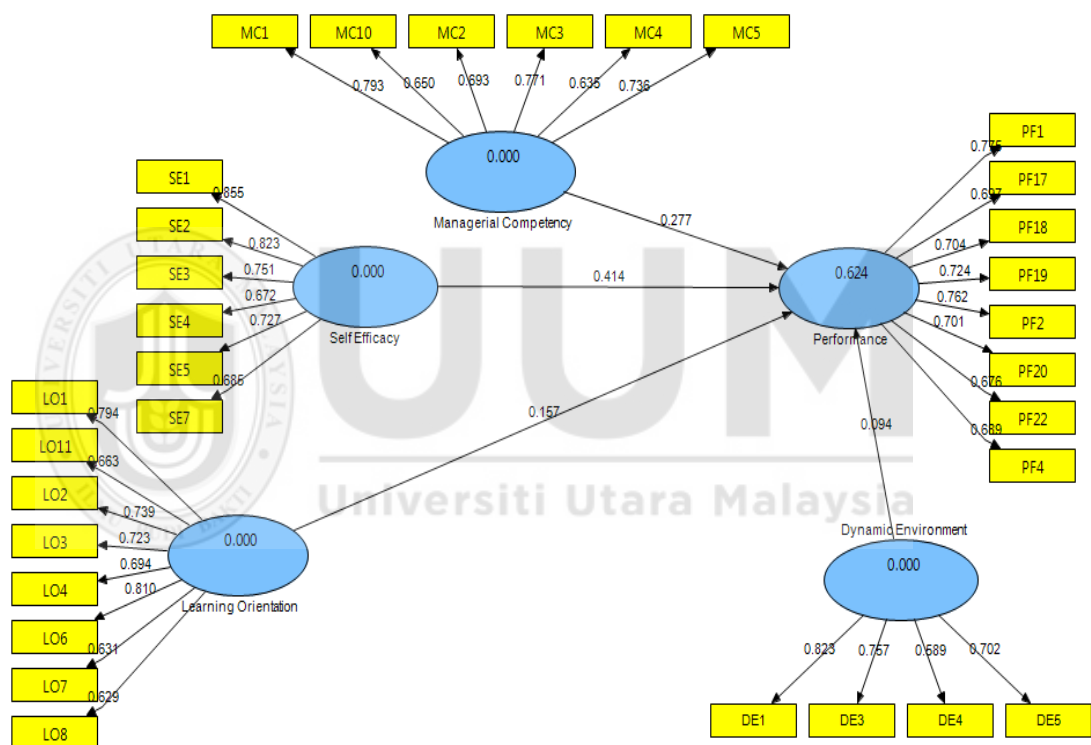 MC1 MC10 MC2 MC3 MC4 MC5
0.793 0.650 0.693 0.771 0.635 0.736
0.000
Managerial Competency
SE1
SE2
SE3
SE4
SE5
SE7
0.855
0.823
0.751
0.672
0.727
0.685
0.000
Self Efficacy
0.277
0.414
0.157
0.094
0.624
Performance
PF1
PF17
PF18
PF19
PF2
PF20
PF22
PF4
0.775
0.697
0.704
0.724
0.762
0.701
0.676
LO1
LO11
LO2
LO3
LO4
LO6
LO7
LO8
0.794
0.663
0.739
0.723
0.694
0.810
0.631
0.629
0.000
Learning Orientation
UUM
Universiti Utara Malaysia
Dynamic Environment
0.000
0.823 0.757 0.702
DE1 DE3 DE4 DE5